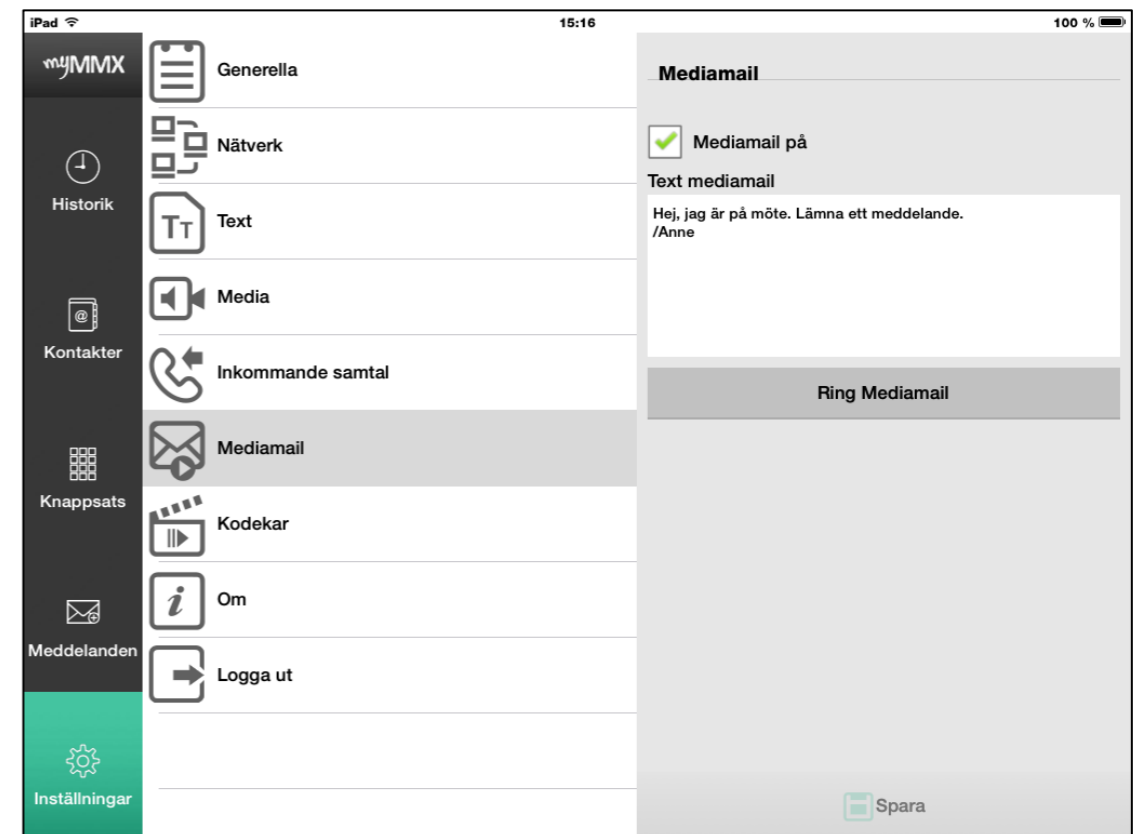 iPad 15:16 100 %
myMMX
Historik
Kontakter
Knappsats
Meddelanden
Inställningar
Generella
Nätverk
Text
Media
Inkommande samtal
Mediamail
Kodekar
Om
Logga ut
Mediamail
Mediamail på
Text mediamail
Hej, jag är på möte. Lämna ett meddelande.
/Anne
Ring Mediamail
Spara